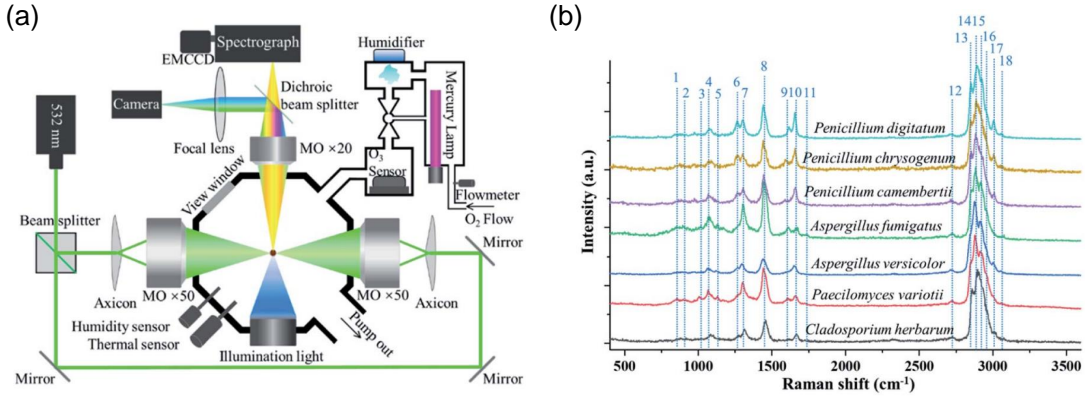 (a)
Spectrograph
EMCCD
Camera
Dichroic
beam splitter
Focal lens
MO ×20
Humidifier
Mercury Lamp
O3
Sensor
Flowmeter
O2 Flow
532 nm
View window
Beam splitter
Mirror
Axicon
MO ×50
MO ×50
Axicon
Humidity sensor
Thermal sensor
Illumination light
Pump out
Mirror
Mirror
(b)
Intensity (a.u.)
1
2
3
4
5
6
7
8
9
10
11
12
13
14
15
16
17
18
Penicillium digitatum
Penicillium chrysogenum
Penicillium camembertii
Aspergillus fumigatus
Aspergillus versicolor
Paecilomyces variotii
Cladosporium herbarum
500 1000 1500 2000 2500 3000 3500
Raman shift (cm-1)